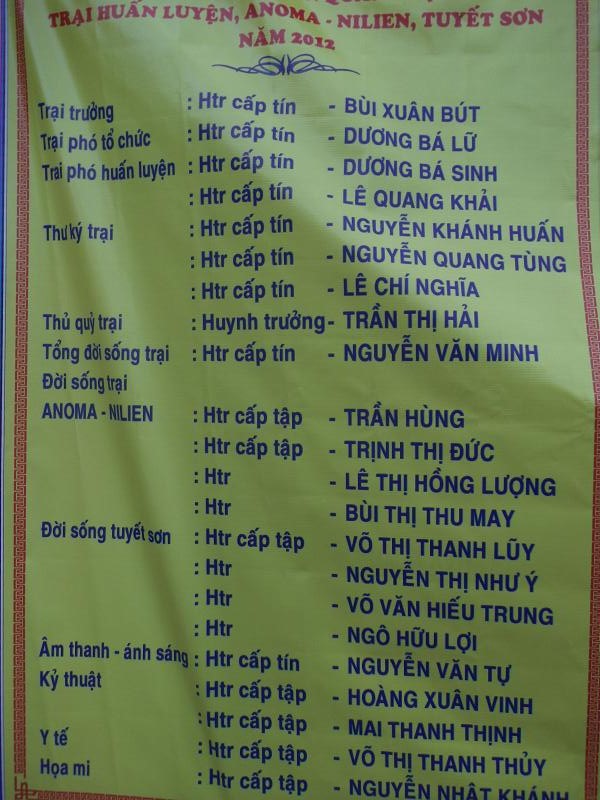 TRẠI HUẤN LUYỆN, ANOMA - NILIEN, TUYẾT SƠN
NĂM 2012
Trại trưởng : Htr cấp tín - BÙI XUÂN BÚT
Trại phó tổ chức : Htr cấp tín - DƯƠNG BÁ LỮ
Trại phó huấn luyện : Htr cấp tín - DƯƠNG BÁ SINH
: Htr cấp tín - LÊ QUANG KHẢI
Thư ký trại : Htr cấp tín - NGUYỄN KHÁNH HUẤN
: Htr cấp tín - NGUYỄN QUANG TÙNG
: Htr cấp tín - LÊ CHÍ NGHĨA
Thủ quỹ trại : Huynh trưởng - TRẦN THỊ HẢI
Tổng đời sống trại : Htr cấp tín - NGUYỄN VĂN MINH
Đời sống trại
ANOMA - NILIEN : Htr cấp tập - TRẦN HÙNG
: Htr cấp tập - TRỊNH THỊ ĐỨC
: Htr - LÊ THỊ HỒNG LƯỢNG
: Htr - BÙI THỊ THU MAY
Đời sống tuyết sơn : Htr cấp tập - VÕ THỊ THANH LŨY
: Htr - NGUYỄN THỊ NHƯ Ý
: Htr - VÕ VĂN HIẾU TRUNG
: Htr - NGÔ HỮU LỢI
Âm thanh - ánh sáng : Htr cấp tín - NGUYỄN VĂN TỰ
Kỷ thuật : Htr cấp tập - HOÀNG XUÂN VINH
: Htr cấp tập - MAI THANH THỊNH
Y tế : Htr cấp tập - VÕ THỊ THANH THỦY
Họa mi : Htr cấp tập - NGUYỄN NHẬT KHÁNH